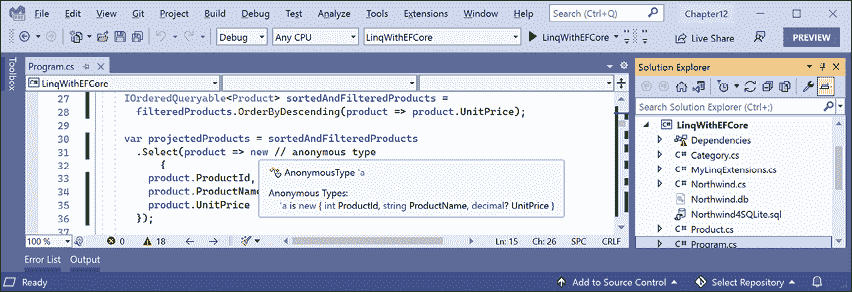 File Edit View Git Project Build Debug Test Analyze Tools Extensions Window Help Search (Ctrl+Q) Chapter12
Debug Any CPU LinqWithEFCore LinqWithEFCore Live Share PREVIEW
Toolbox
Program.cs
LinqWithEFCore
27 IOrderedQueryable<Product> sortedAndFilteredProducts =
28 filteredProducts.OrderByDescending(product => product.UnitPrice);
29
30 var projectedProducts = sortedAndFilteredProducts
31 .Select(product => new // anonymous type
32 {
33 product.ProductId,
34 product.ProductName
35 product.UnitPrice
36 });
AnonymousType 'a
Anonymous Types:
'a is new { int ProductId, string ProductName, decimal? UnitPrice }
100 % 0 18 Ln: 15 Ch: 26 SPC CRLF
Error List Output
Solution Explorer
Search Solution Explorer (Ctrl+;)
LinqWithEFCore
Dependencies
C# Category.cs
C# MyLinqExtensions.cs
C# Northwind.cs
Northwind.db
Northwind4SQLite.sql
C# Product.cs
C# Program.cs
Ready Add to Source Control Select Repository